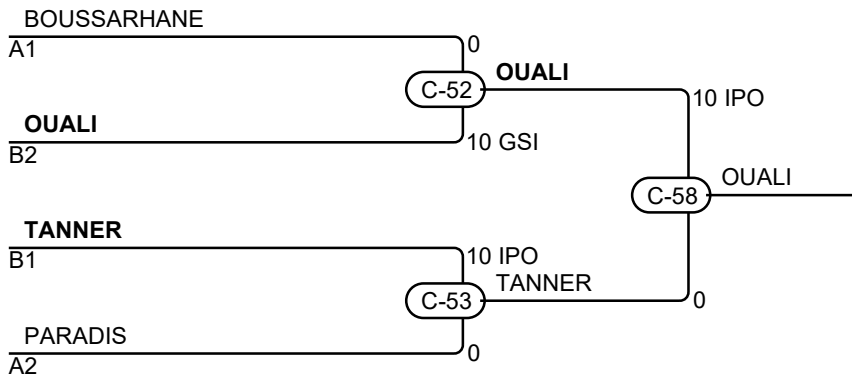 BOUSSARHANE
A1
0
C-52
OUALI
OUALI
B2
10 GSI
10 IPO
C-58
OUALI
TANNER
B1
10 IPO
C-53
TANNER
0
PARADIS
A2
0